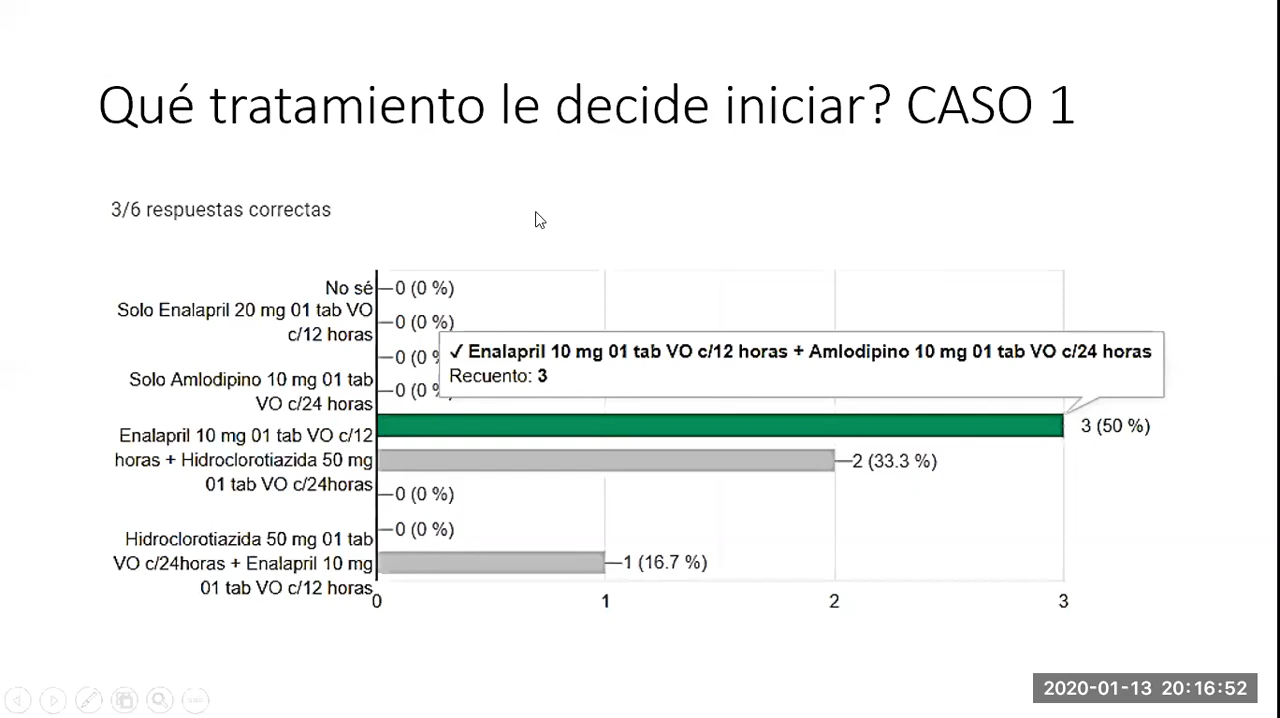 Qué tratamiento le decide iniciar? CASO 1
3/6 respuestas correctas
No sé
0 (0 %)
Solo Enalapril 20 mg 01 tab VO
c/12 horas
0 (0 %)
✓ Enalapril 10 mg 01 tab VO c/12 horas + Amlodipino 10 mg 01 tab VO c/24 horas
Recuento: 3
0 (0 
Solo Amlodipino 10 mg 01 tab
VO c/24 horas
0 (0 
Enalapril 10 mg 01 tab VO c/12
horas + Hidroclorotiazida 50 mg
01 tab VO c/24horas
3 (50 %)
2 (33.3 %)
0 (0 %)
0 (0 %)
Hidroclorotiazida 50 mg 01 tab
VO c/24horas + Enalapril 10 mg
01 tab VO c/12 horas
1 (16.7 %)
0
1
2
3
2020-01-13 20:16:52